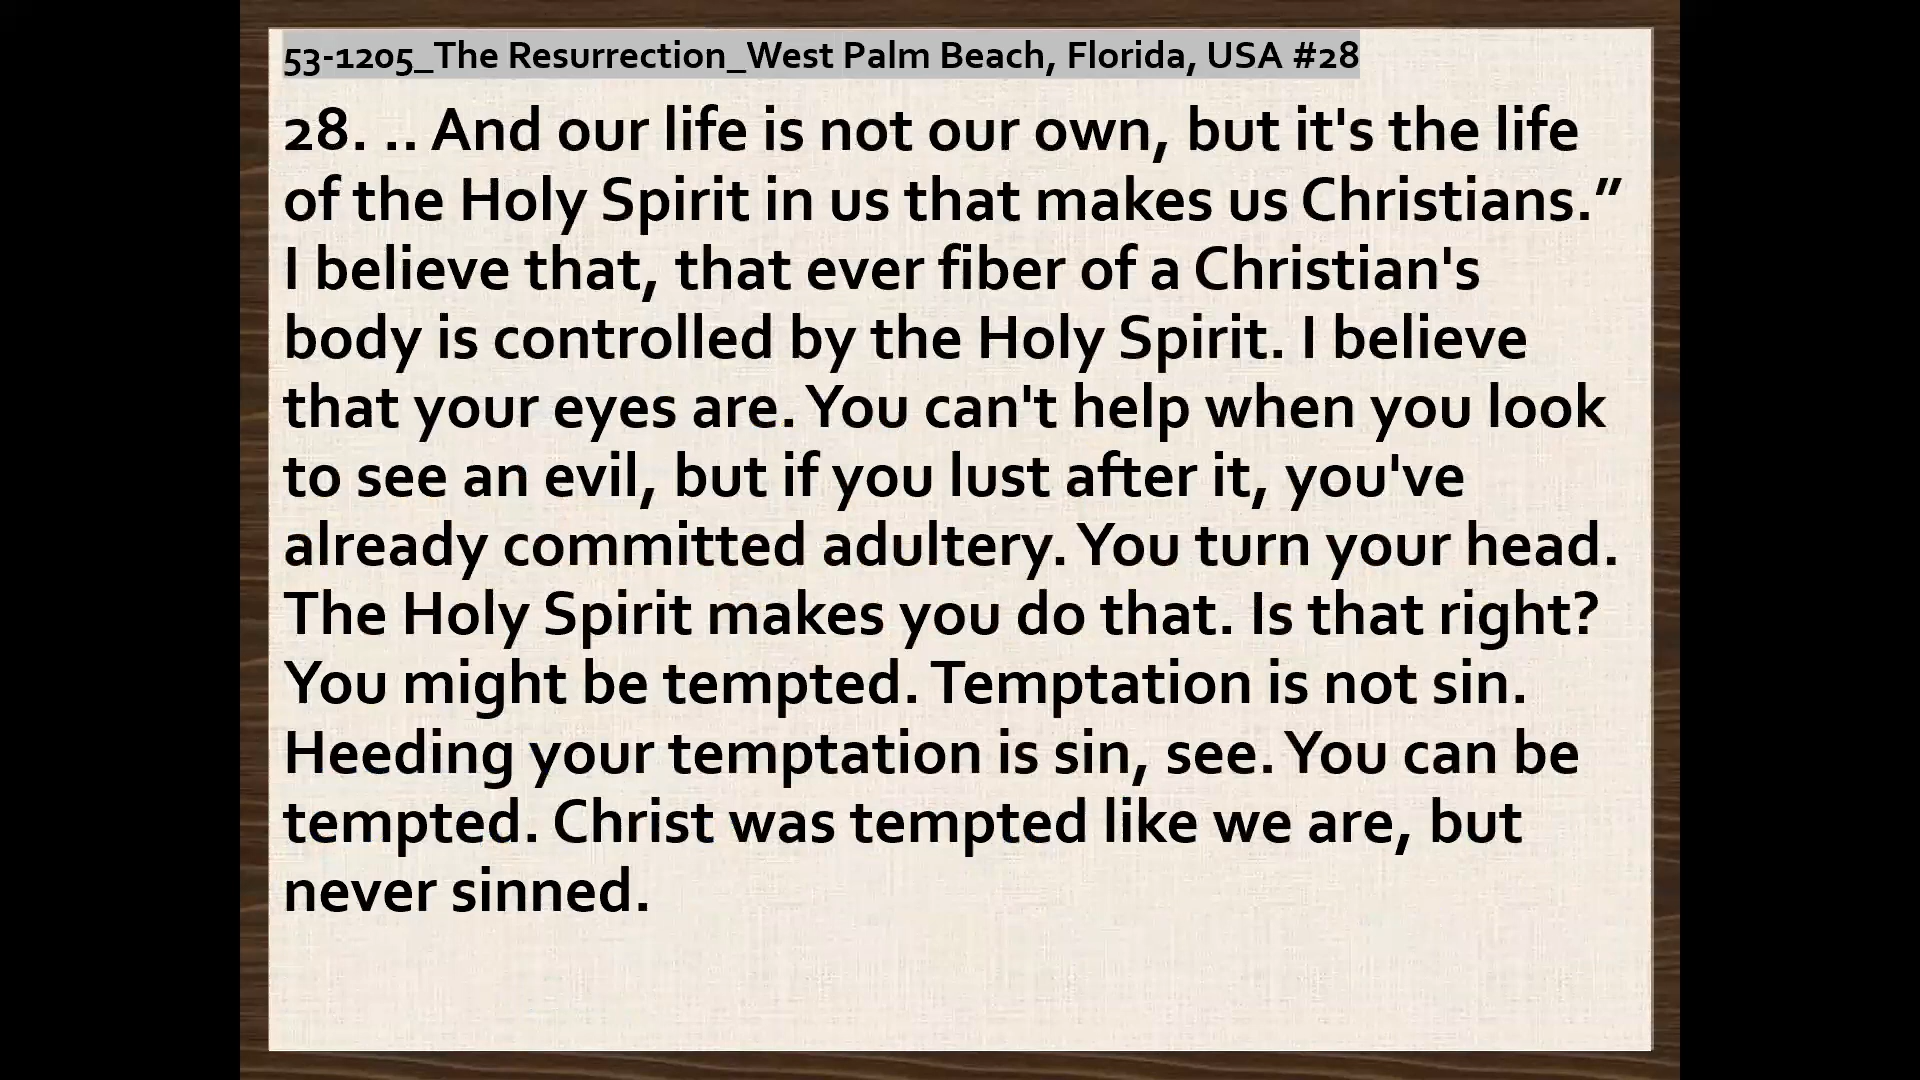 53-1205_The Resurrection_West Palm Beach, Florida, USA #28
28. .. And our life is not our own, but it's the life
of the Holy Spirit in us that makes us Christians.”
I believe that, that ever fiber of a Christian's
body is controlled by the Holy Spirit. I believe
that your eyes are. You can't help when you look
to see an evil, but if you lust after it, you've
already committed adultery. You turn your head.
The Holy Spirit makes you do that. Is that right?
You might be tempted. Temptation is not sin.
Heeding your temptation is sin, see. You can be
tempted. Christ was tempted like we are, but
never sinned.